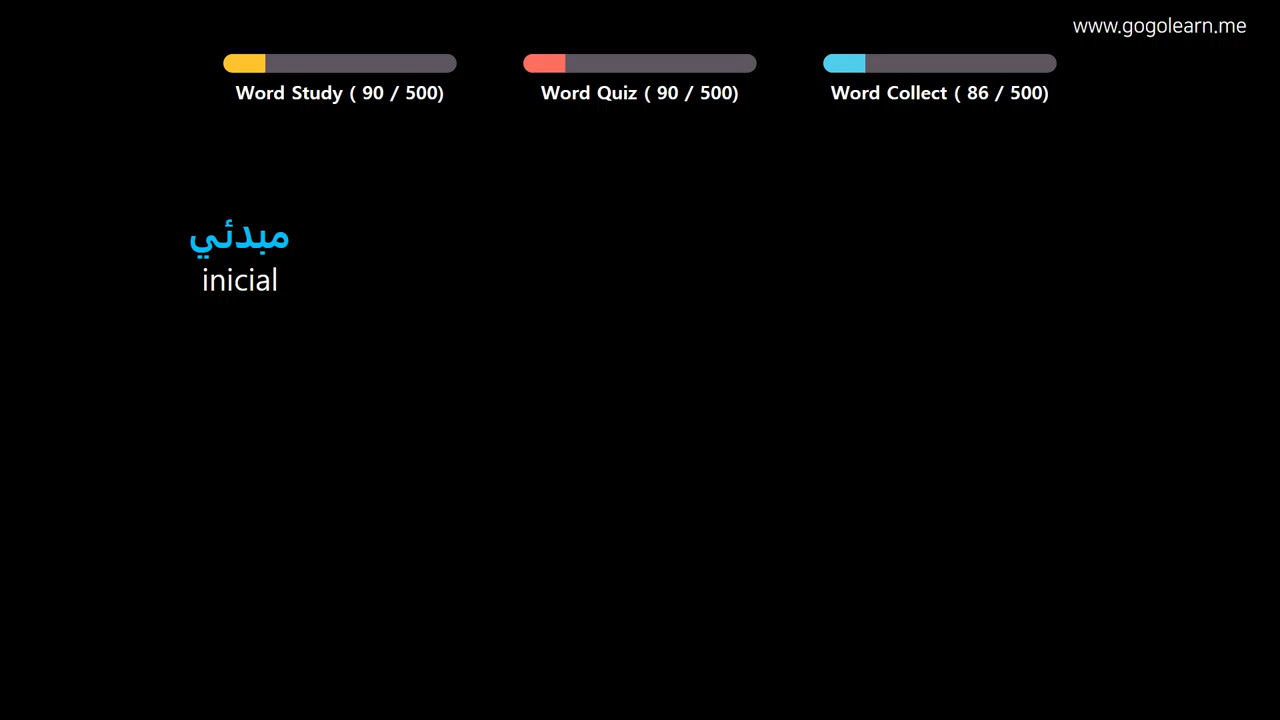 www.gogolearn.me
Word Study ( 90 / 500)
Word Quiz ( 90 / 500)
Word Collect ( 86 / 500)
مبدئي
inicial